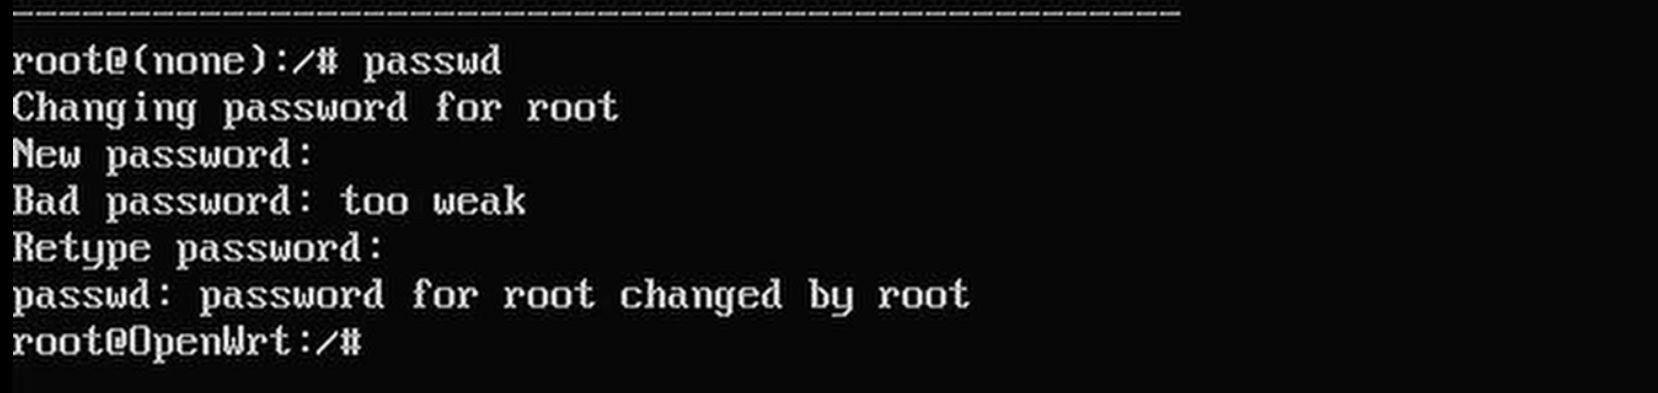 -----------------------------------------------------
root@(none):/# passwd
Changing password for root
New password:
Bad password: too weak
Retype password:
passwd: password for root changed by root
root@OpenWrt:/#